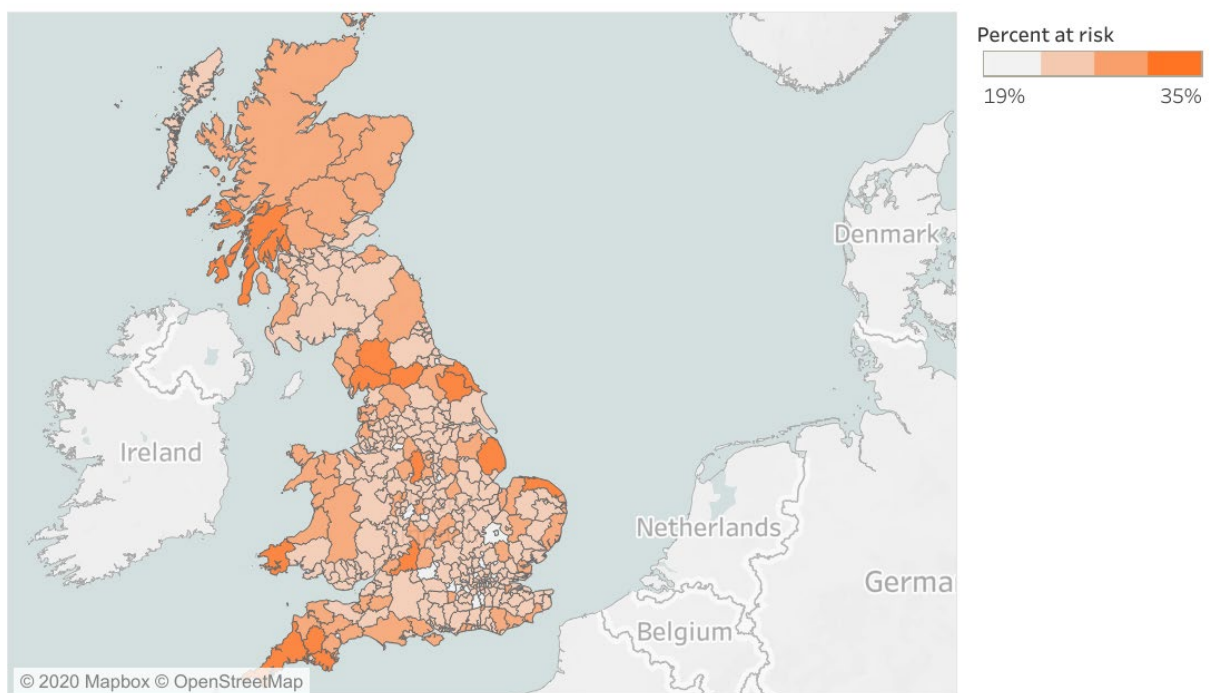 Percent at risk
19% 35%
Denmark
Ireland
Netherlands
Germa
Belgium
© 2020 Mapbox © OpenStreetMap